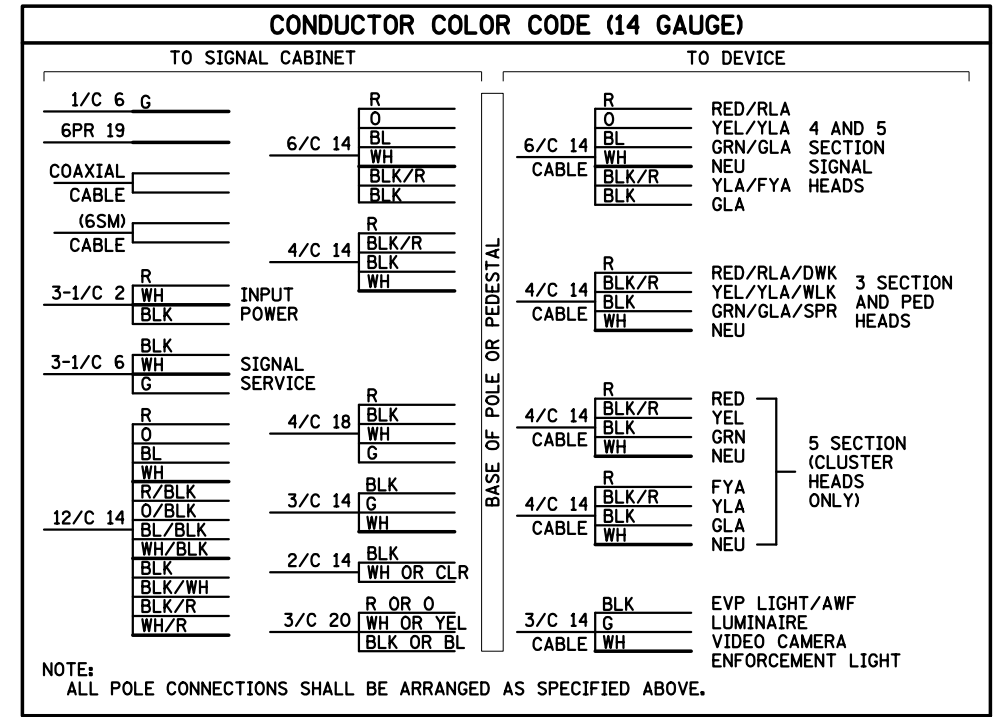 CONDUCTOR COLOR CODE (14 GAUGE)
TO SIGNAL CABINET
1/C 6 G
6PR 19
COAXIAL
CABLE
(6SM)
CABLE
3-1/C 2
R
WH
BLK
INPUT
POWER
3-1/C 6
BLK
WH
G
SIGNAL
SERVICE
12/C 14
R
O
BL
WH
R/BLK
O/BLK
BL/BLK
WH/BLK
BLK
BLK/WH
BLK/R
WH/R
6/C 14
R
O
BL
WH
BLK/R
BLK
4/C 14
R
BLK/R
BLK
WH
4/C 18
R
BLK
WH
G
3/C 14
BLK
G
WH
2/C 14
BLK
WH OR CLR
3/C 20
R OR O
WH OR YEL
BLK OR BL
BASE OF POLE OR PEDESTAL
TO DEVICE
6/C 14
CABLE
R
O
BL
WH
BLK/R
BLK
RED/RLA
YEL/YLA
GRN/GLA
NEU
YLA/FYA
GLA
4 AND 5
SECTION
SIGNAL
HEADS
4/C 14
CABLE
R
BLK/R
BLK
WH
RED/RLA/DWK
YEL/YLA/WLK
GRN/GLA/SPR
NEU
3 SECTION
AND PED
HEADS
4/C 14
CABLE
R
BLK/R
BLK
WH
RED
YEL
GRN
NEU
4/C 14
CABLE
R
BLK/R
BLK
WH
FYA
YLA
GLA
NEU
5 SECTION
(CLUSTER
HEADS
ONLY)
3/C 14
CABLE
BLK
G
WH
EVP LIGHT/AWF
LUMINAIRE
VIDEO CAMERA
ENFORCEMENT LIGHT
NOTE:
ALL POLE CONNECTIONS SHALL BE ARRANGED AS SPECIFIED ABOVE.